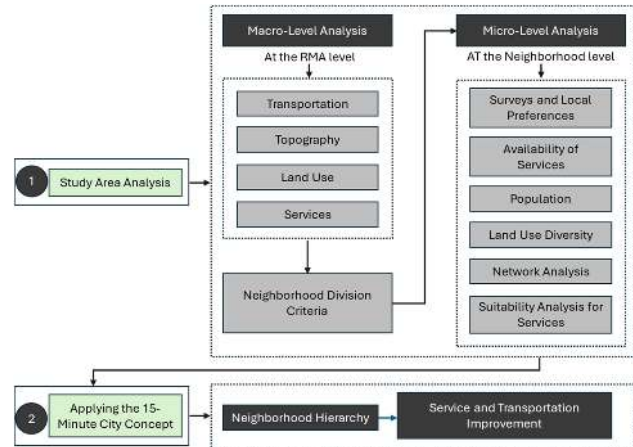 Macro-Level Analysis
At the RMA level
Transportation
Topography
Land Use
Services
Neighborhood Division
Criteria
Micro-Level Analysis
AT the Neighborhood level
Surveys and Local
Preferences
Availability of
Services
Population
Land Use Diversity
Network Analysis
Suitability Analysis for
Services
1
Study Area Analysis
2
Applying the 15-
Minute City Concept
Neighborhood Hierarchy
Service and Transportation
Improvement